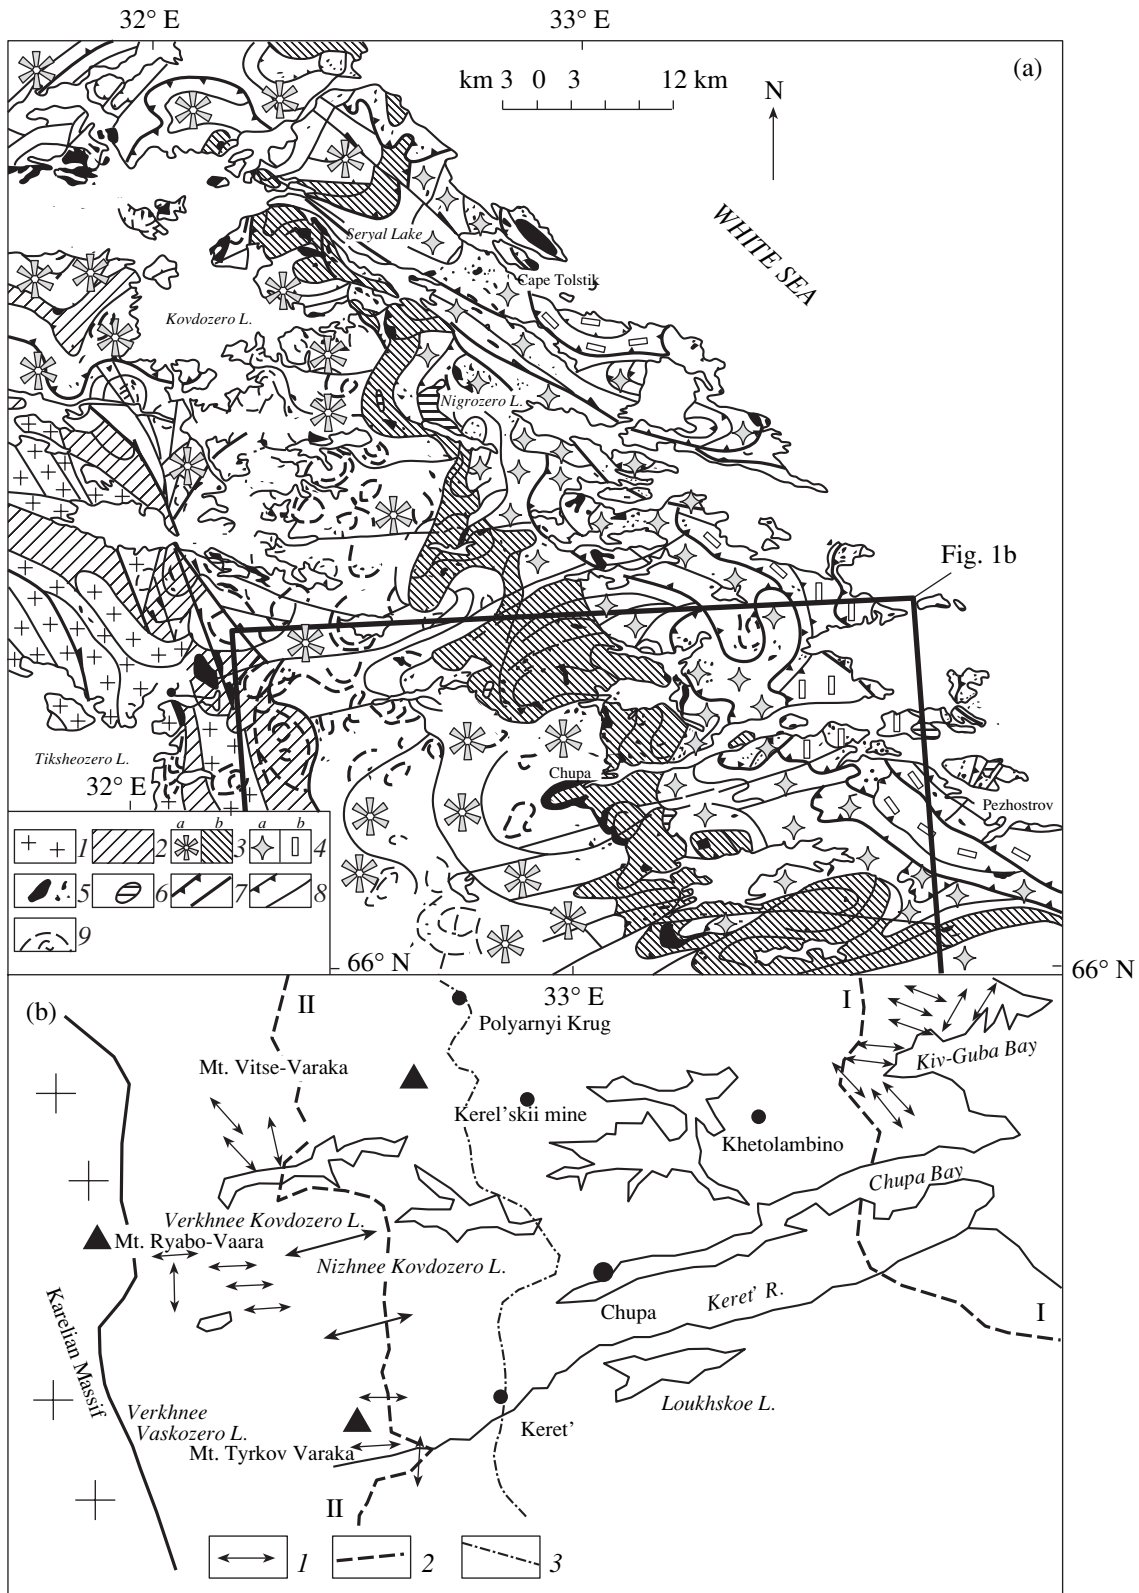 32° E 33° E
(a)
km 3 0 3 12 km
N
WHITE SEA
Seryal Lake
Cape Tolstik
Kovdozero L.
Nigrozero L.
Fig. 1b
Tiksheozero L.
32° E
Chupa
Pezhostrov
a b a b
1 2 3 4
5 6 7 8
9
66° N
66° N
33° E
(b)
II
I
Polyarnyi Krug
Kiv-Guba Bay
Mt. Vitse-Varaka
Kerel'skii mine
Khetolambino
Chupa Bay
Verkhnee Kovdozero L.
Mt. Ryabo-Vaara
Nizhnee Kovdozero L.
Keret' R.
Chupa
I
Karelian Massif
Loukhskoe L.
Verkhnee
Vaskozero L.
Keret'
Mt. Tyrkov Varaka
II
1 2 3